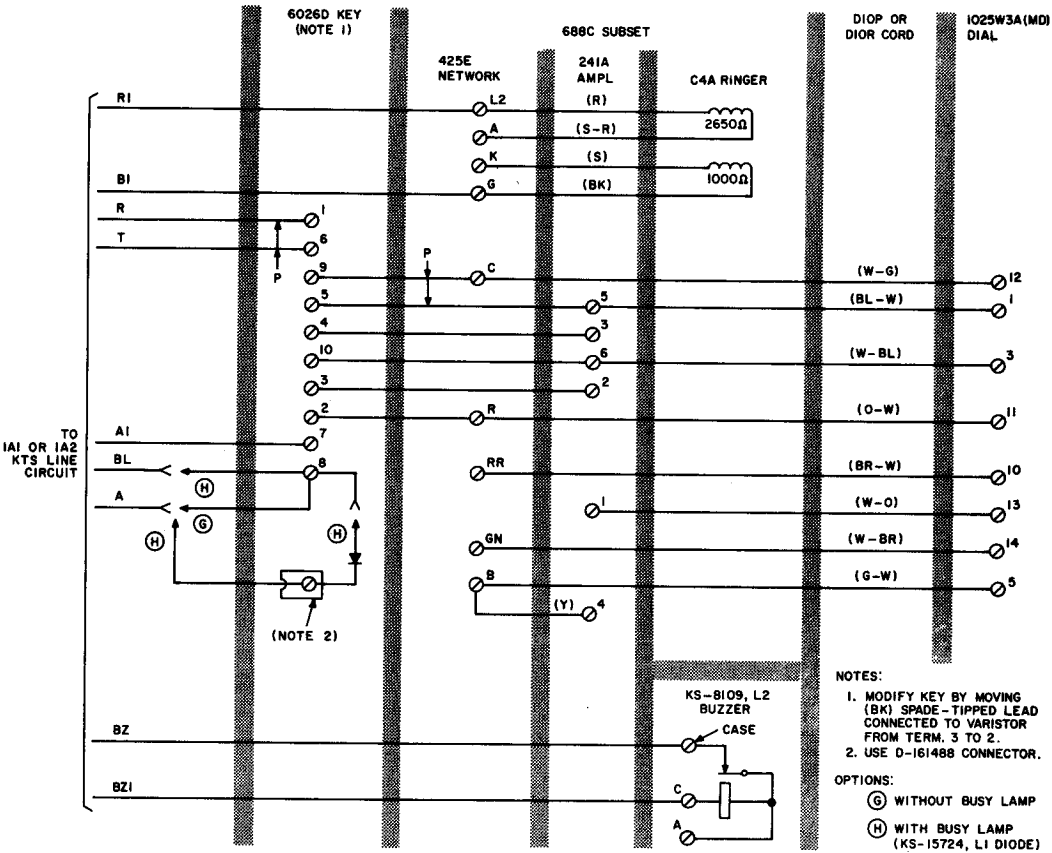 6026D KEY
(NOTE 1)
688C SUBSET
DIOP OR
DIOR CORD
1025W3A(MD)
DIAL
425E
NETWORK
241A
AMPL
C4A RINGER
R1
L2
(R)
2650Ω
A
(S-R)
K
(S)
1000Ω
B1
G
(BK)
R
1
T
6
P
P
9
C
(W-G)
12
5
5
(BL-W)
1
4
3
10
6
(W-BL)
3
3
2
2
R
(O-W)
11
TO
1A1 OR 1A2
KTS LINE
CIRCUIT
A1
7
BL
8
H
RR
(BR-W)
10
A
G
H
H
1
(W-O)
13
GN
(W-BR)
14
B
(G-W)
5
(Y)
4
(NOTE 2)
KS-8109, L2
BUZZER
BZ
CASE
BZ1
C
A
NOTES:
1. MODIFY KEY BY MOVING
(BK) SPADE-TIPPED LEAD
CONNECTED TO VARISTOR
FROM TERM. 3 TO 2.
2. USE D-161488 CONNECTOR.
OPTIONS:
G WITHOUT BUSY LAMP
H WITH BUSY LAMP
(KS-15724, L1 DIODE)